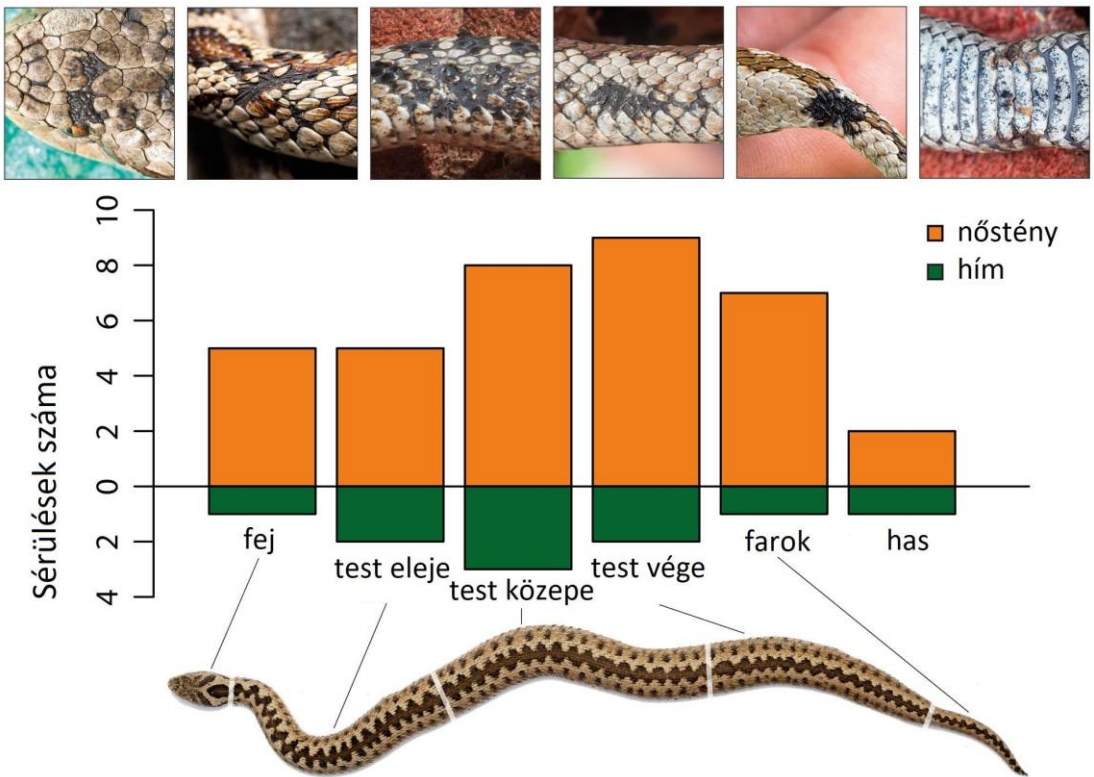 10
8
6
4
2
0
2
4
Sérülések száma
nőstény
hím
fej
test eleje
test közepe
test vége
farok
has